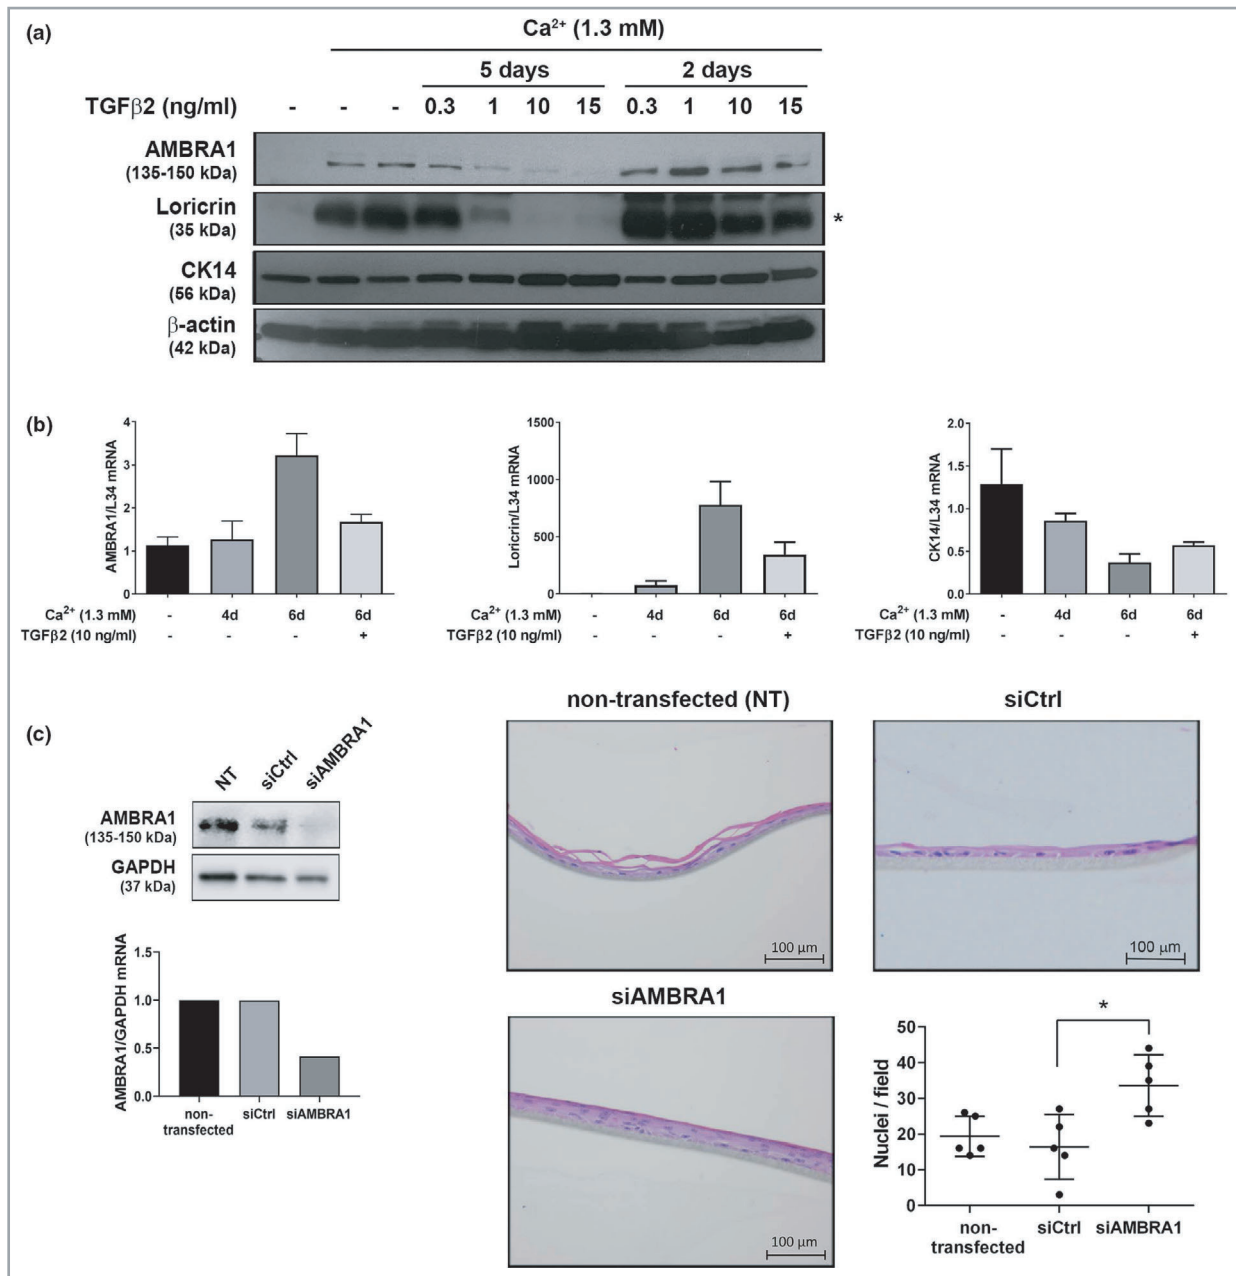 (a)
Ca²⁺ (1.3 mM)
5 days 2 days
TGFβ2 (ng/ml) - - - 0.3 1 10 15 0.3 1 10 15
AMBRA1
(135-150 kDa)
Loricrin
(35 kDa)
*
CK14
(56 kDa)
β-actin
(42 kDa)
(b)
AMBRA1/L34 mRNA
4
3
2
1
0
Ca²⁺ (1.3 mM) - 4d 6d 6d
TGFβ2 (10 ng/ml) - - - +
Loricrin/L34 mRNA
1500
1000
500
0
Ca²⁺ (1.3 mM) - 4d 6d 6d
TGFβ2 (10 ng/ml) - - - +
CK14/L34 mRNA
2.0
1.5
1.0
0.5
0.0
Ca²⁺ (1.3 mM) - 4d 6d 6d
TGFβ2 (10 ng/ml) - - - +
(c)
NT siCtrl siAMBRA1
AMBRA1
(135-150 kDa)
GAPDH
(37 kDa)
AMBRA1/GAPDH mRNA
1.5
1.0
0.5
0.0
non-
transfected siCtrl siAMBRA1
non-transfected (NT)
100 µm
siCtrl
100 µm
siAMBRA1
100 µm
*
Nuclei / field
50
40
30
20
10
0
non-
transfected siCtrl siAMBRA1